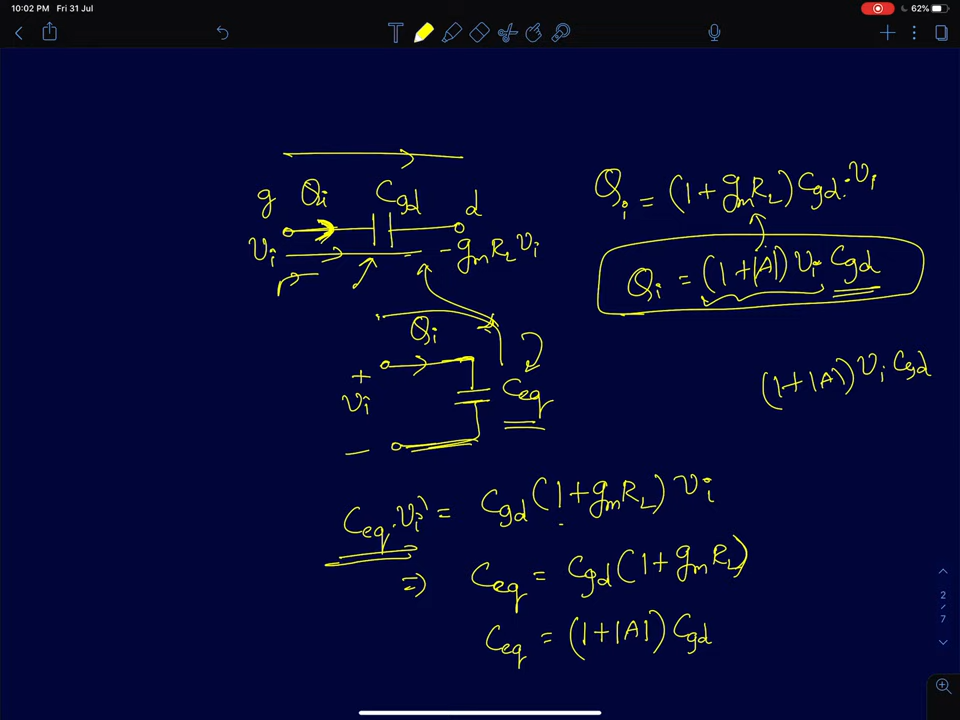 10:02 PM Fri 31 Jul
62%
T
g Qi Cgd d
vi - gmRLvi
Qi = (1+gmRL) Cgd·vi
Qi = (1+|A|) vi Cgd
Qi
+
vi
-
Ceq
(1+|A|) vi Cgd
Ceq.vi = Cgd (1+gmRL) vi
=> Ceq = Cgd (1+gmRL)
Ceq = (1+|A|) Cgd
2
/
7